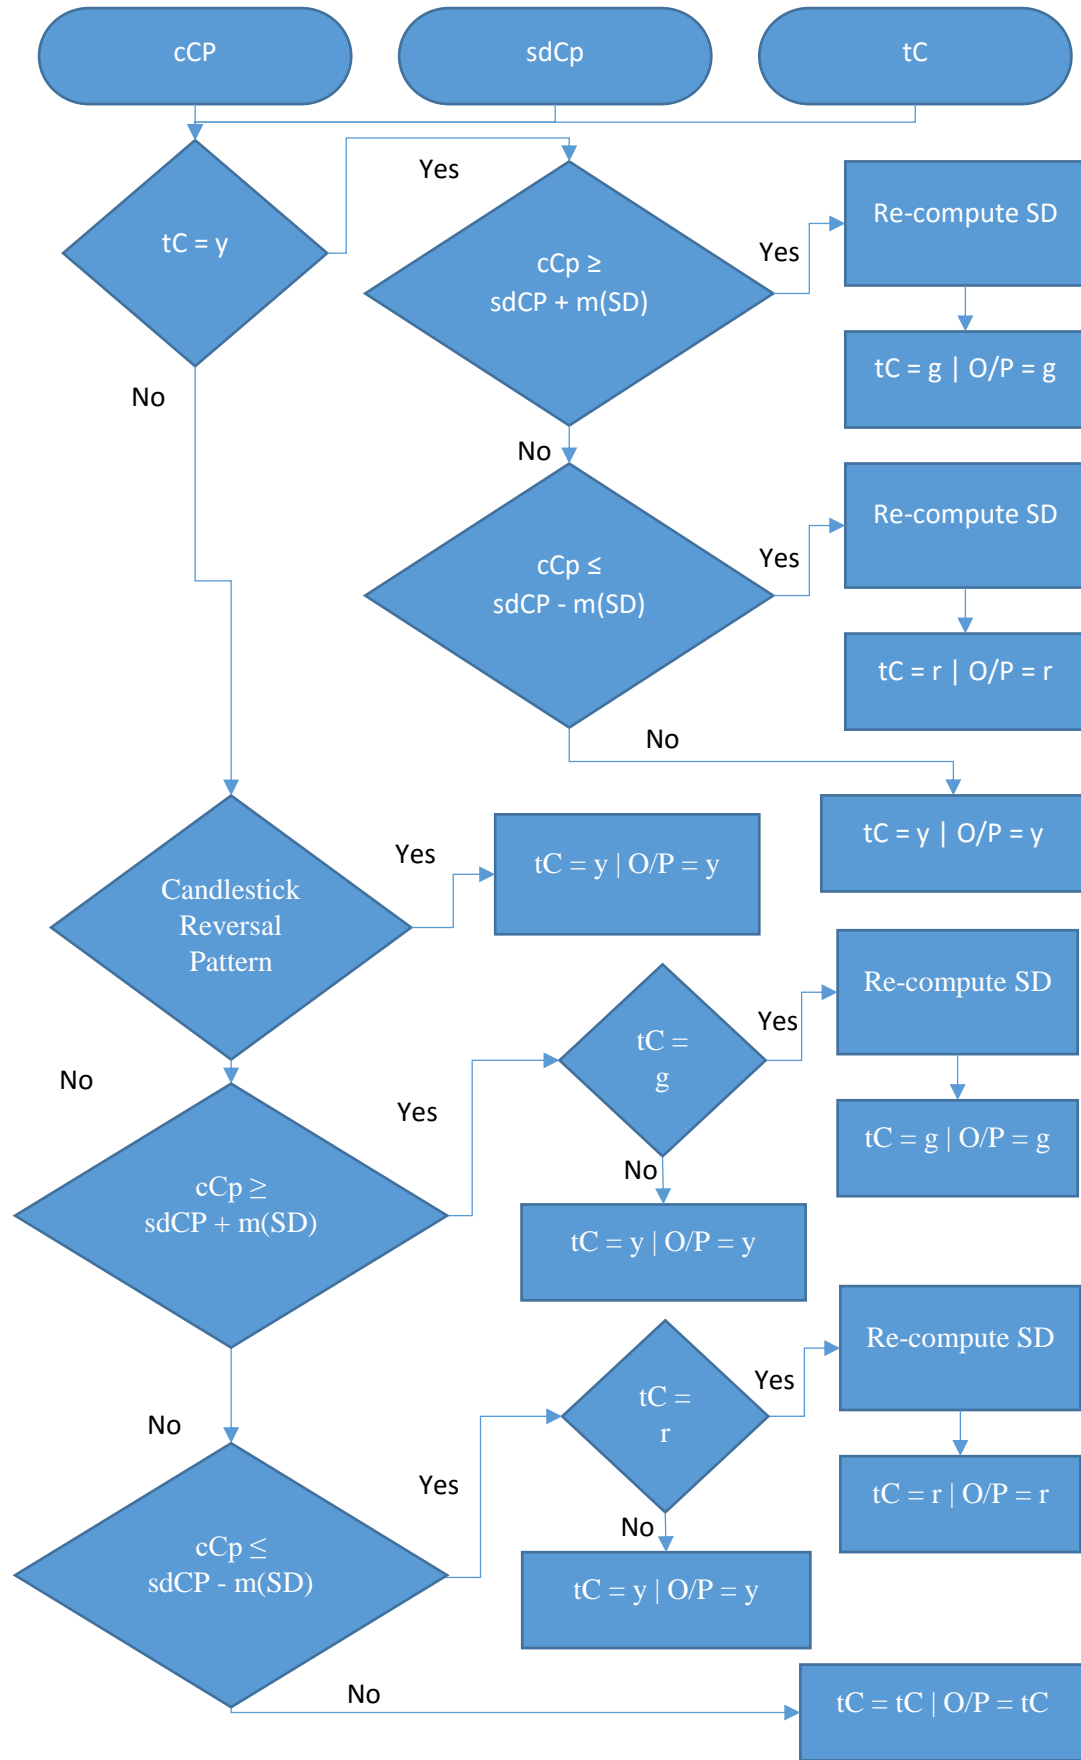 cCP
sdCp
tC
tC = y
Yes
cCp ≥
sdCP + m(SD)
Yes
Re-compute SD
tC = g | O/P = g
No
No
cCp ≤
sdCP - m(SD)
Yes
Re-compute SD
tC = r | O/P = r
No
tC = y | O/P = y
Candlestick
Reversal
Pattern
Yes
tC = y | O/P = y
No
cCp ≥
sdCP + m(SD)
Yes
tC =
g
Yes
Re-compute SD
tC = g | O/P = g
No
tC = y | O/P = y
No
cCp ≤
sdCP - m(SD)
Yes
tC =
r
Yes
Re-compute SD
tC = r | O/P = r
No
tC = y | O/P = y
No
tC = tC | O/P = tC